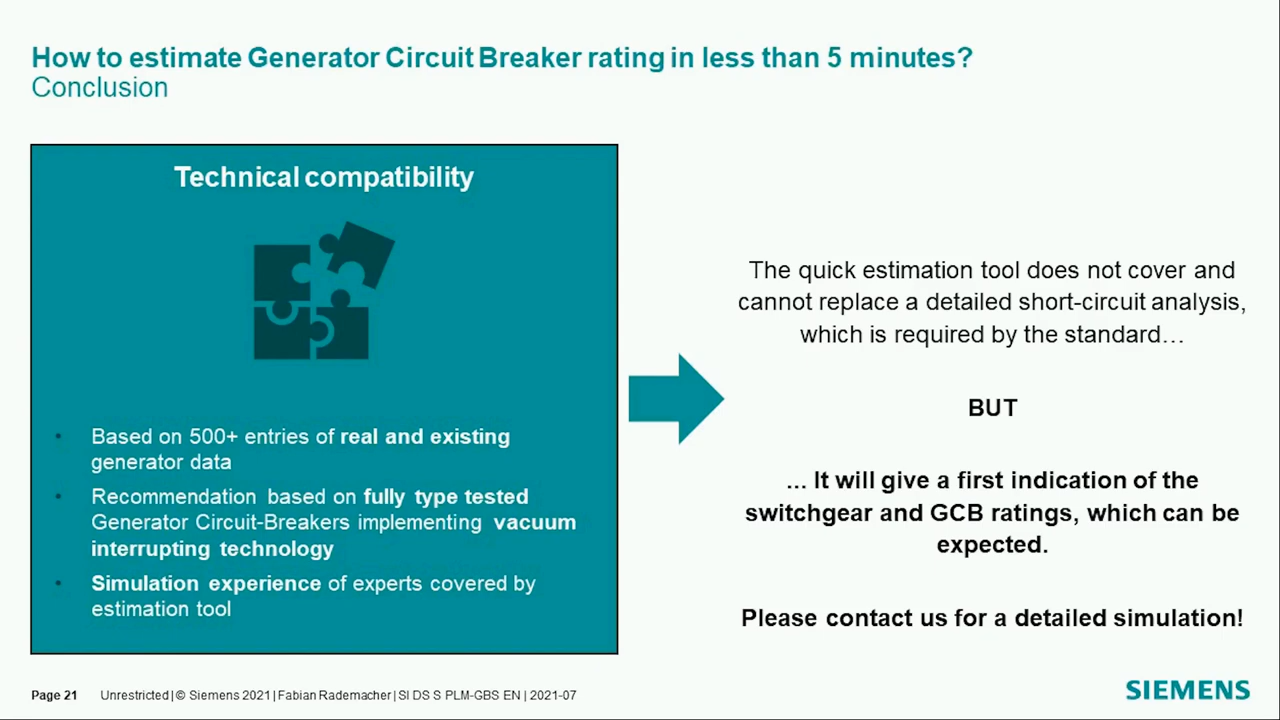 How to estimate Generator Circuit Breaker rating in less than 5 minutes?
Conclusion
Technical compatibility
• Based on 500+ entries of real and existing
generator data
• Recommendation based on fully type tested
Generator Circuit-Breakers implementing vacuum
interrupting technology
• Simulation experience of experts covered by
estimation tool
The quick estimation tool does not cover and
cannot replace a detailed short-circuit analysis,
which is required by the standard…
BUT
… It will give a first indication of the
switchgear and GCB ratings, which can be
expected.
Please contact us for a detailed simulation!
Page 21 Unrestricted | © Siemens 2021 | Fabian Rademacher | SI DS S PLM-GBS EN | 2021-07
SIEMENS